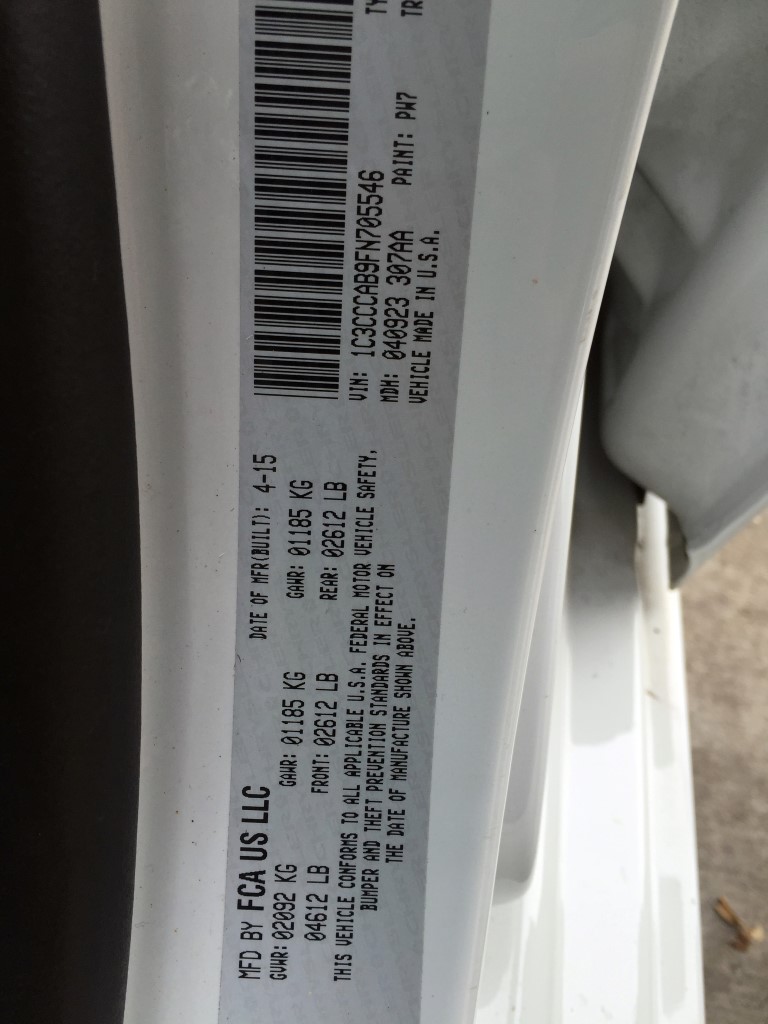 MFD BY FCA US LLC DATE OF MFR(BUILT): 4-15
GVWR: 02092 KG GAWR: 01185 KG GAWR: 01185 KG
04612 LB FRONT: 02612 LB REAR: 02612 LB
THIS VEHICLE CONFORMS TO ALL APPLICABLE U.S.A. FEDERAL MOTOR VEHICLE SAFETY,
BUMPER AND THEFT PREVENTION STANDARDS IN EFFECT ON
THE DATE OF MANUFACTURE SHOWN ABOVE.
VIN: 1C3CCCAB9FN705546 TY
MDH: 040923 307AA PAINT: PW7 TR
VEHICLE MADE IN U.S.A.